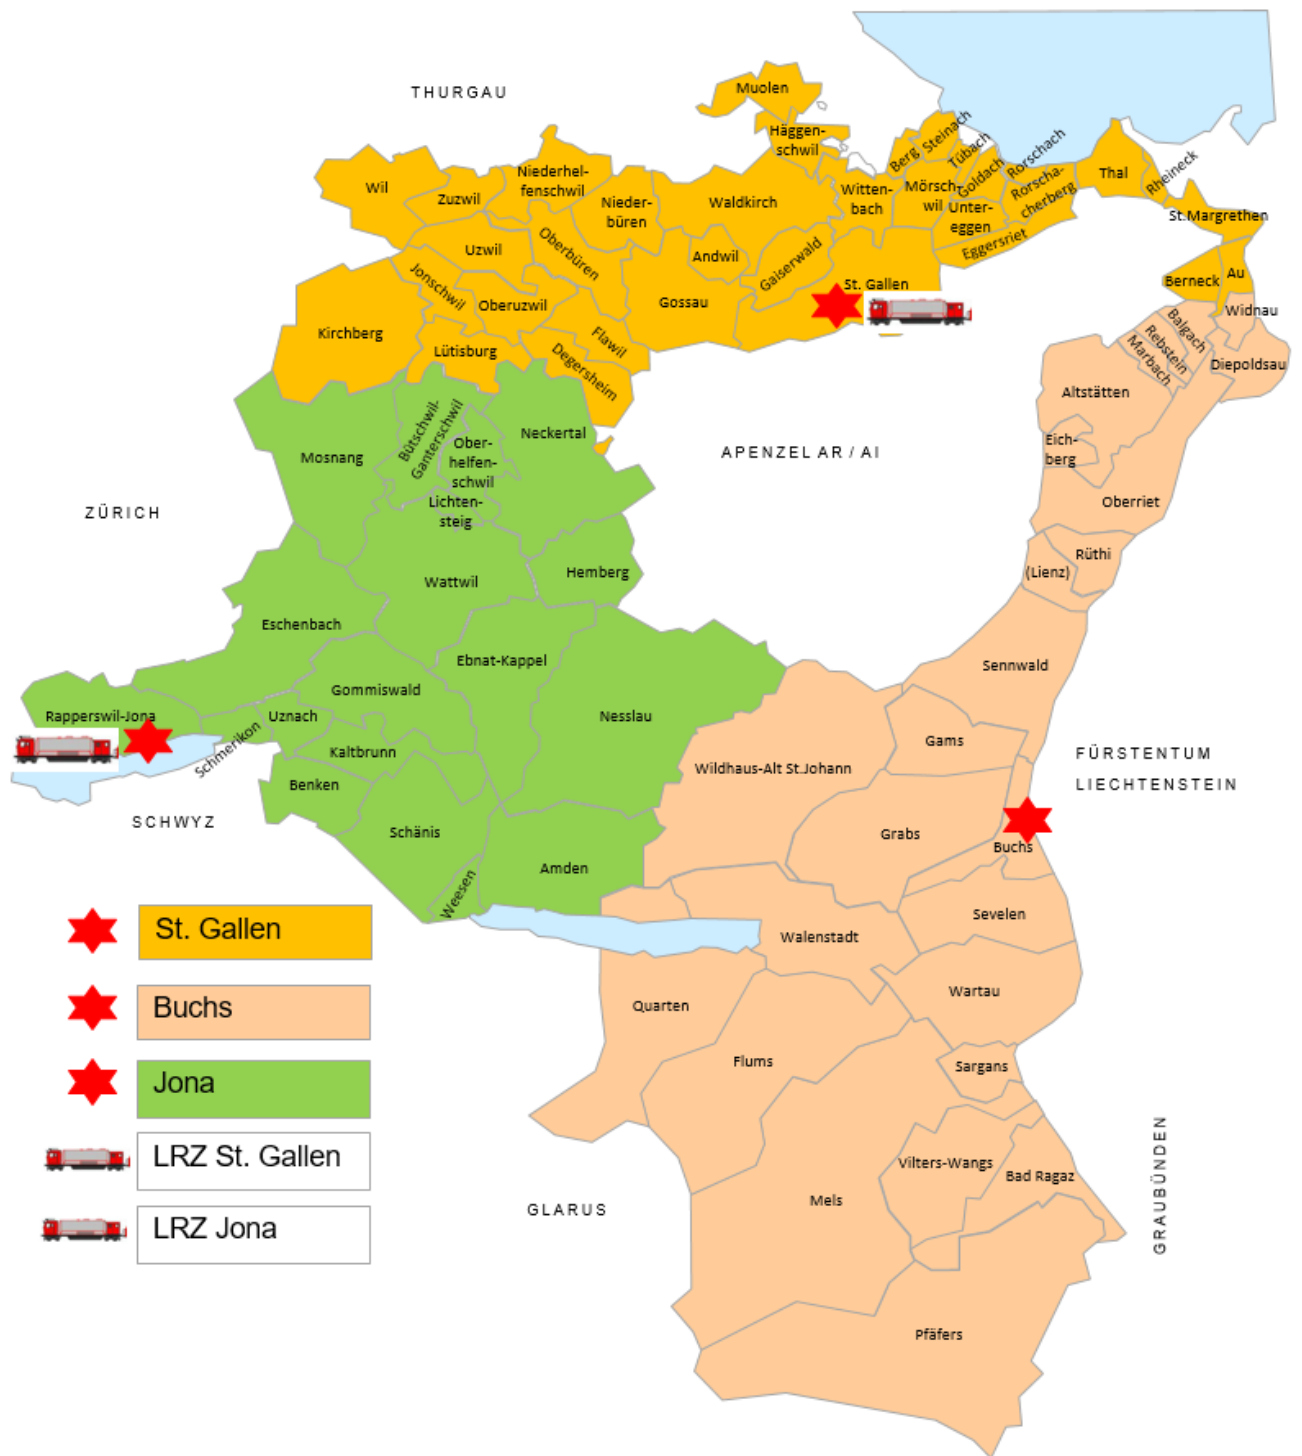 THURGAU
Muolen
Häggen-
schwil
Berg
Steinach
Tübach
Goldach
Rorschach
Rorscha-
cherberg
Thal
Rheineck
St.Margrethen
Wil
Zuzwil
Niederhel-
fenschwil
Nieder-
büren
Waldkirch
Witten-
bach
Mörsch-
wil
Unter-
eggen
Eggersriet
Uzwil
Oberbüren
Andwil
Gaiserwald
St. Gallen
Berneck
Au
Widnau
Jonschwil
Oberuzwil
Gossau
Kirchberg
Lütisburg
Flawil
Degersheim
Balgach
Rebstein
Marbach
Diepoldsau
Altstätten
Mosnang
Bütschwil-
Ganterschwil
Ober-
helfen-
schwil
Neckertal
APENZEL AR / AI
Eich-
berg
Oberriet
ZÜRICH
Lichten-
steig
Wattwil
Hemberg
(Lienz)
Rüthi
Eschenbach
Ebnat-Kappel
Sennwald
Gommiswald
Rapperswil-Jona
Schmerikon
Uznach
Nesslau
Kaltbrunn
Benken
Gams
Wildhaus-Alt St.Johann
FÜRSTENTUM
LIECHTENSTEIN
SCHWYZ
Schänis
Grabs
Buchs
Weesen
Amden
Sevelen
Walenstadt
Wartau
Quarten
Flums
Sargans
Vilters-Wangs
Bad Ragaz
Mels
GLARUS
GRAUBÜNDEN
Pfäfers
St. Gallen
Buchs
Jona
LRZ St. Gallen
LRZ Jona